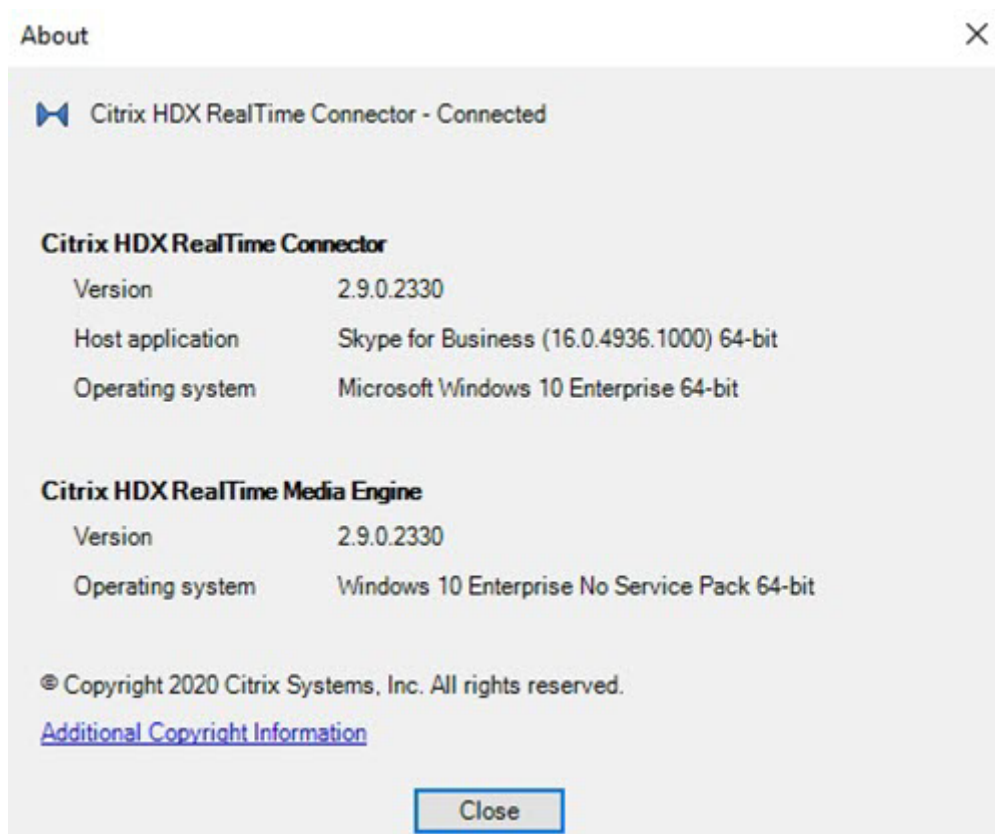 About
Citrix HDX RealTime Connector - Connected
Citrix HDX RealTime Connector
Version 2.9.0.2330
Host application Skype for Business (16.0.4936.1000) 64-bit
Operating system Microsoft Windows 10 Enterprise 64-bit
Citrix HDX RealTime Media Engine
Version 2.9.0.2330
Operating system Windows 10 Enterprise No Service Pack 64-bit
© Copyright 2020 Citrix Systems, Inc. All rights reserved.
Additional Copyright Information
Close